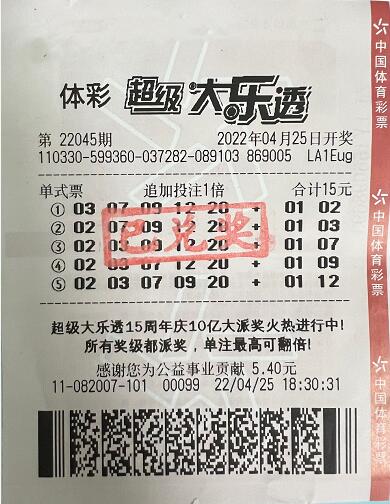 体彩 超级大乐透
第 22045期 2022年04月25日开奖
110330-599360-037282-089103 869005 LA1Eug
单式票 追加投注1倍 合计15元
① 03 07 08 12 20 + 01 02
② 02 07 09 12 20 + 01 03
③ 02 03 09 12 20 + 01 07
④ 02 03 07 12 20 + 01 09
⑤ 02 03 07 09 20 + 01 12
已兑奖
超级大乐透15周年庆10亿大派奖火热进行中!
所有奖级都派奖，单注最高可翻倍!
感谢您为公益事业贡献 5.40元
11-082007-101 00099 22/04/25 18:30:31
中国体育彩票
中国体育彩票
中国体育彩票